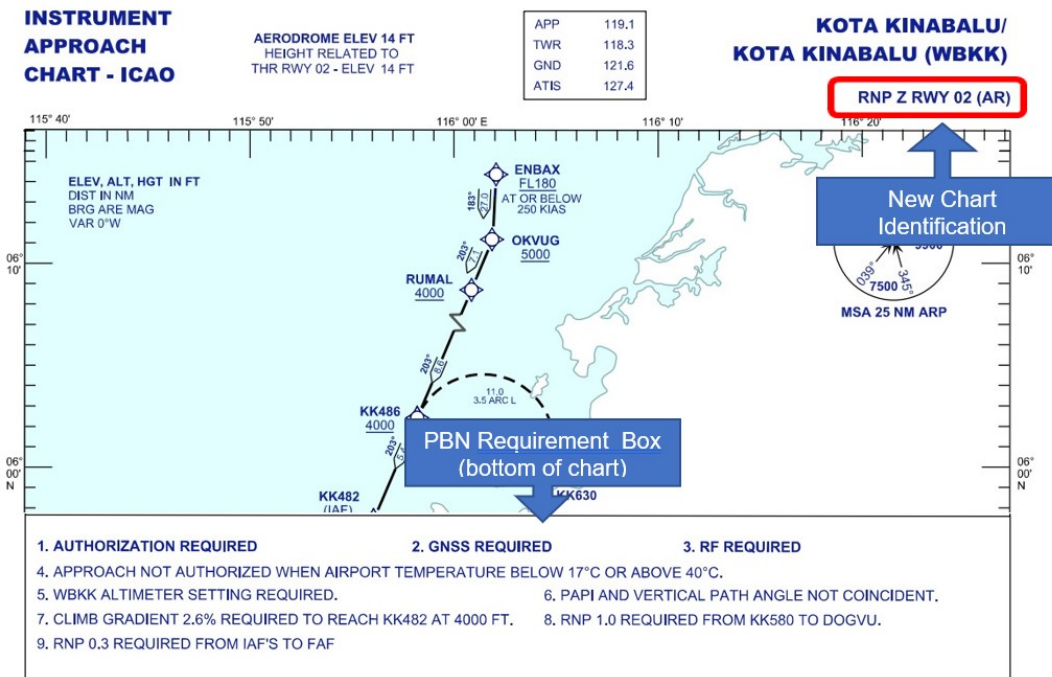 INSTRUMENT
APPROACH
CHART - ICAO
AERODROME ELEV 14 FT
HEIGHT RELATED TO
THR RWY 02 - ELEV 14 FT
APP 119.1
TWR 118.3
GND 121.6
ATIS 127.4
KOTA KINABALU/
KOTA KINABALU (WBKK)
RNP Z RWY 02 (AR)
115° 40'
115° 50'
116° 00' E
116° 10'
116° 20'
ELEV, ALT, HGT IN FT
DIST IN NM
BRG ARE MAG
VAR 0°W
ENBAX
FL180
AT OR BELOW
250 KIAS
183°
27.0
OKVUG
5000
203°
7.1
RUMAL
4000
203°
8.6
11.0
3.5 ARC L
KK486
4000
203°
KK482
(IAF)
KK630
New Chart
Identification
039°
345°
7500
MSA 25 NM ARP
06°
10'
06°
10'
06°
00'
N
06°
00'
N
PBN Requirement Box
(bottom of chart)
1. AUTHORIZATION REQUIRED 2. GNSS REQUIRED 3. RF REQUIRED
4. APPROACH NOT AUTHORIZED WHEN AIRPORT TEMPERATURE BELOW 17°C OR ABOVE 40°C.
5. WBKK ALTIMETER SETTING REQUIRED. 6. PAPI AND VERTICAL PATH ANGLE NOT COINCIDENT.
7. CLIMB GRADIENT 2.6% REQUIRED TO REACH KK482 AT 4000 FT. 8. RNP 1.0 REQUIRED FROM KK580 TO DOGVU.
9. RNP 0.3 REQUIRED FROM IAF'S TO FAF